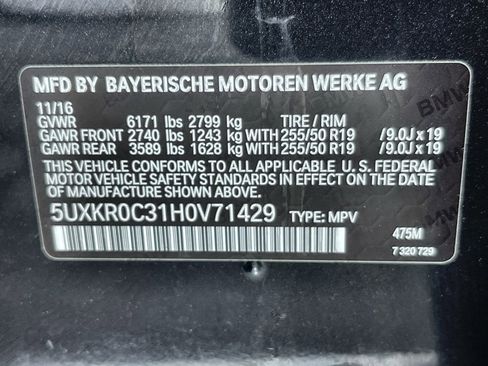 MFD BY BAYERISCHE MOTOREN WERKE AG
11/16
GVWR 6171 lbs 2799 kg TIRE / RIM
GAWR FRONT 2740 lbs 1243 kg WITH 255/50 R19 /9.0J x 19
GAWR REAR 3589 lbs 1628 kg WITH 255/50 R19 /9.0J x 19
THIS VEHICLE CONFORMS TO ALL APPLICABLE U. S. FEDERAL
MOTOR VEHICLE SAFETY STANDARDS IN EFFECT ON THE
DATE OF MANUFACTURE SHOWN ABOVE.
5UXKR0C31H0V71429 TYPE: MPV
475M
7 320 729